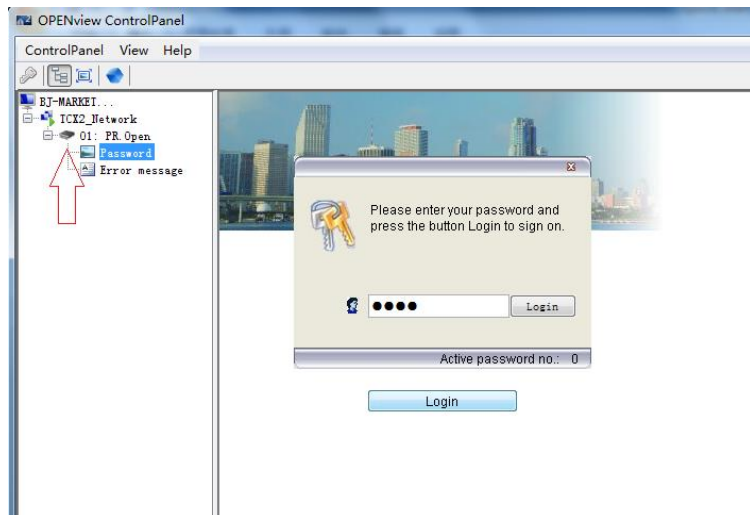 OPENview ControlPanel
ControlPanel View Help
BJ-MARKET...
TCX2_Network
01: PR.Open
Password
Error message
Please enter your password and
press the button Login to sign on.
●●●● Login
Active password no.: 0
Login